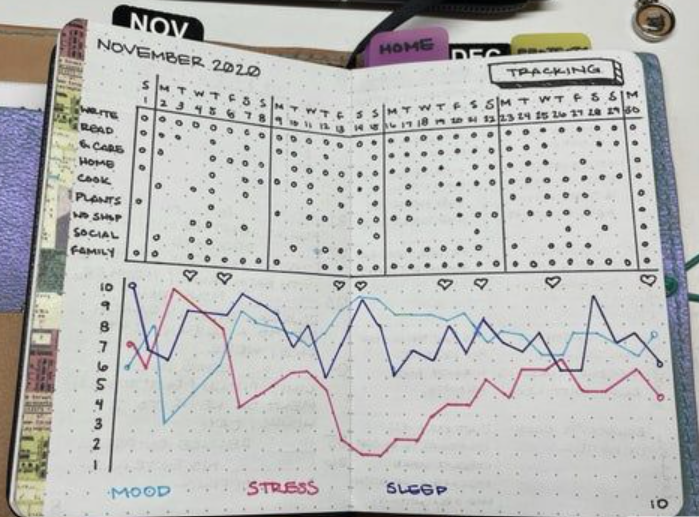 NOV
HOME
DEC
NOVEMBER 2020
TRACKING
S M T W T F S S M T W T F S S M T W T F S S M T W T F S S M
1 2 3 4 5 6 7 8 9 10 11 12 13 14 15 16 17 18 19 20 21 22 23 24 25 26 27 28 29 30
WRITE
READ
& CARE
HOME
COOK
PLANTS
NO SHOP
SOCIAL
FAMILY
10
9
8
7
6
5
4
3
2
1
MOOD STRESS SLEEP
10